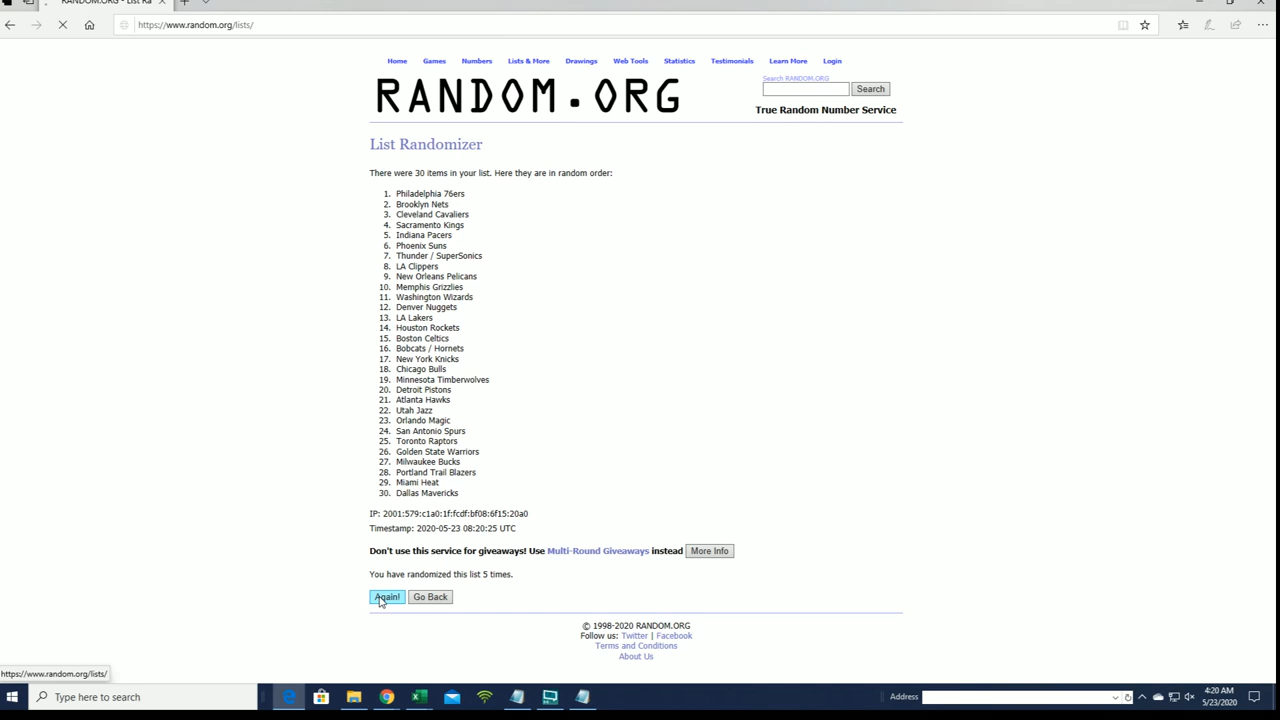 RANDOM.ORG - List Ra
https://www.random.org/lists/
Home Games Numbers Lists & More Drawings Web Tools Statistics Testimonials Learn More Login
Search RANDOM.ORG
RANDOM.ORG
Search
True Random Number Service
List Randomizer
There were 30 items in your list. Here they are in random order:
1. Philadelphia 76ers
2. Brooklyn Nets
3. Cleveland Cavaliers
4. Sacramento Kings
5. Indiana Pacers
6. Phoenix Suns
7. Thunder / SuperSonics
8. LA Clippers
9. New Orleans Pelicans
10. Memphis Grizzlies
11. Washington Wizards
12. Denver Nuggets
13. LA Lakers
14. Houston Rockets
15. Boston Celtics
16. Bobcats / Hornets
17. New York Knicks
18. Chicago Bulls
19. Minnesota Timberwolves
20. Detroit Pistons
21. Atlanta Hawks
22. Utah Jazz
23. Orlando Magic
24. San Antonio Spurs
25. Toronto Raptors
26. Golden State Warriors
27. Milwaukee Bucks
28. Portland Trail Blazers
29. Miami Heat
30. Dallas Mavericks
IP: 2001:579:c1a0:1f:fcdf:bf08:6f15:20a0
Timestamp: 2020-05-23 08:20:25 UTC
Don't use this service for giveaways! Use Multi-Round Giveaways instead More Info
You have randomized this list 5 times.
Again! Go Back
© 1998-2020 RANDOM.ORG
Follow us: Twitter | Facebook
Terms and Conditions
About Us
https://www.random.org/lists/
Type here to search
Address
4:20 AM
5/23/2020